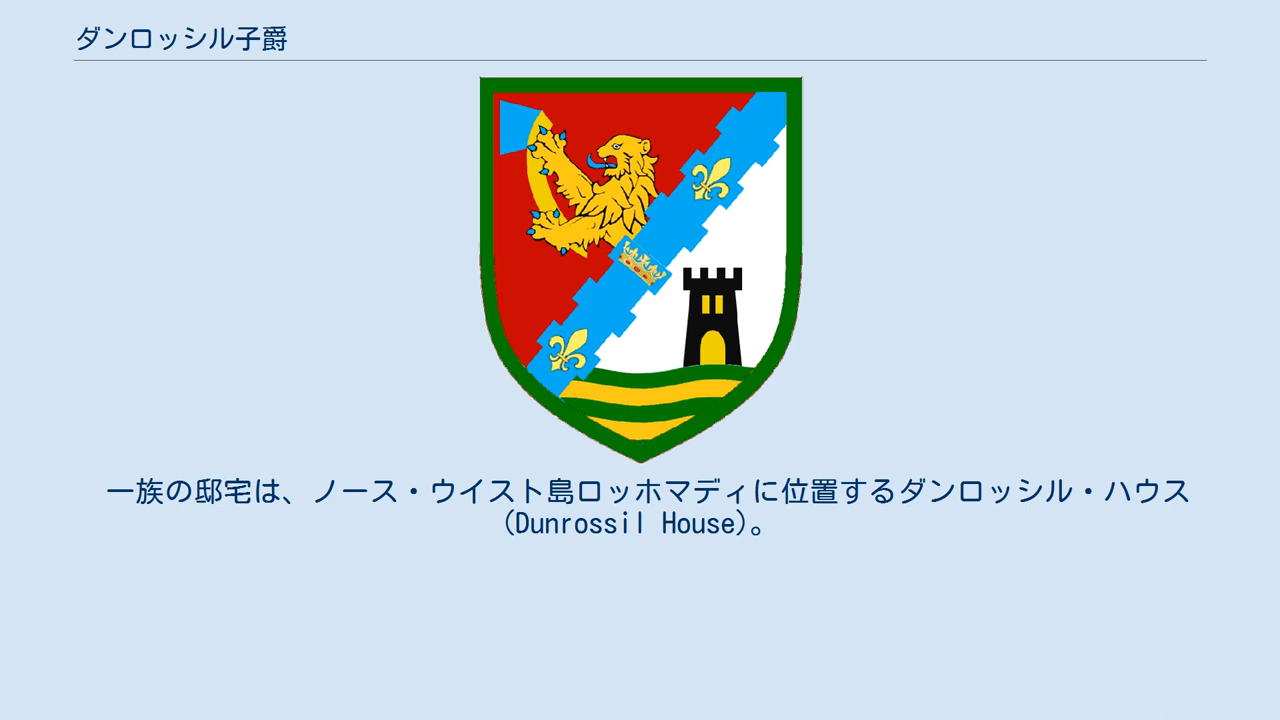 ダンロッシル子爵
一族の邸宅は、ノース・ウイスト島ロッホマディに位置するダンロッシル・ハウス
(Dunrossil House)。